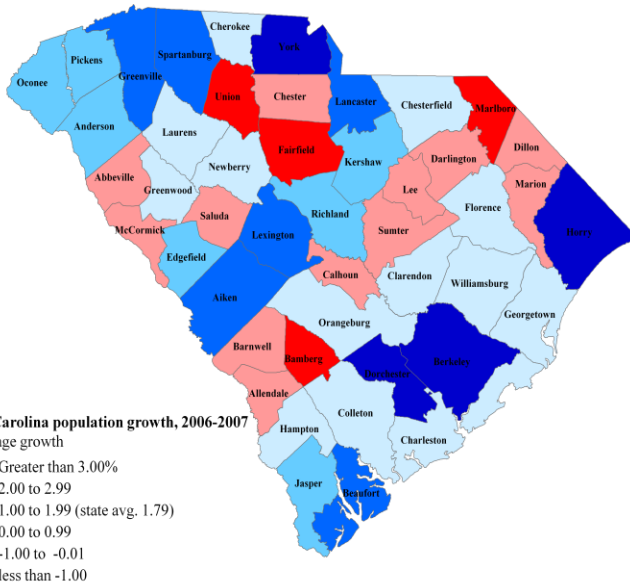 Cherokee
York
Spartanburg
Pickens
Greenville
Oconee
Union
Chester
Lancaster
Chesterfield
Marlboro
Anderson
Laurens
Fairfield
Kershaw
Darlington
Dillon
Newberry
Abbeville
Greenwood
Lee
Marion
Saluda
Richland
Florence
McCormick
Lexington
Sumter
Horry
Edgefield
Calhoun
Clarendon
Williamsburg
Aiken
Orangeburg
Georgetown
Barnwell
Bamberg
Dorchester
Berkeley
Allendale
Colleton
Hampton
Charleston
Jasper
Beaufort
Carolina population growth, 2006-2007
age growth
Greater than 3.00%
2.00 to 2.99
1.00 to 1.99 (state avg. 1.79)
0.00 to 0.99
-1.00 to -0.01
less than -1.00